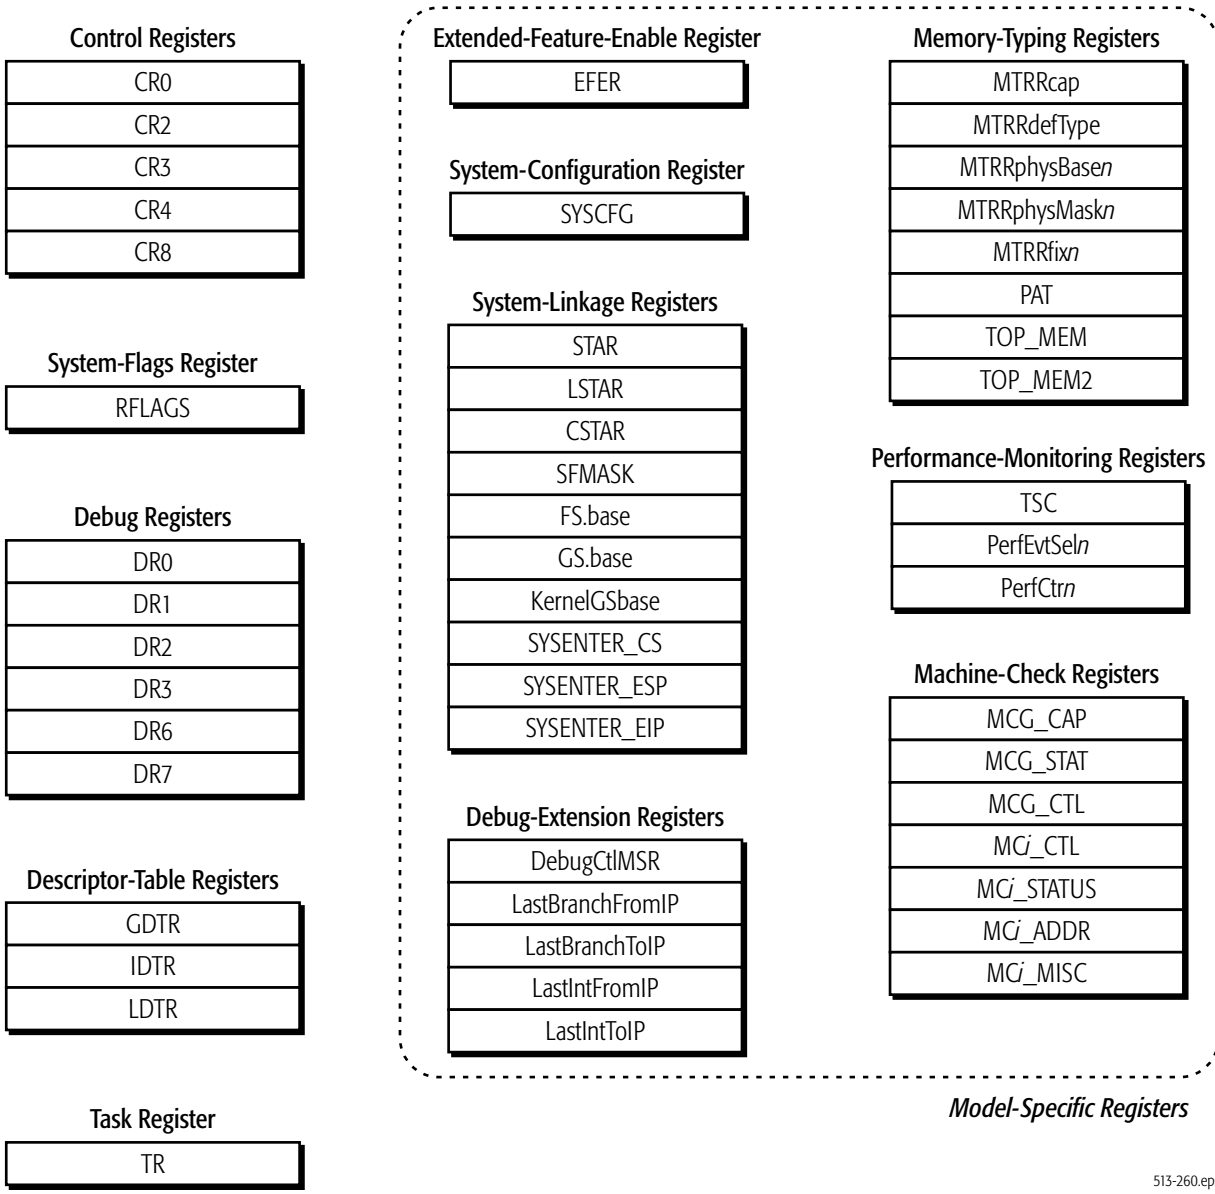 Control Registers
CR0
CR2
CR3
CR4
CR8
System-Flags Register
RFLAGS
Debug Registers
DR0
DR1
DR2
DR3
DR6
DR7
Descriptor-Table Registers
GDTR
IDTR
LDTR
Task Register
TR
Extended-Feature-Enable Register
EFER
System-Configuration Register
SYSCFG
System-Linkage Registers
STAR
LSTAR
CSTAR
SFMASK
FS.base
GS.base
KernelGSbase
SYSENTER_CS
SYSENTER_ESP
SYSENTER_EIP
Debug-Extension Registers
DebugCtlMSR
LastBranchFromIP
LastBranchToIP
LastIntFromIP
LastIntToIP
Memory-Typing Registers
MTRRcap
MTRRdefType
MTRRphysBasen
MTRRphysMaskn
MTRRfixn
PAT
TOP_MEM
TOP_MEM2
Performance-Monitoring Registers
TSC
PerfEvtSeln
PerfCtrn
Machine-Check Registers
MCG_CAP
MCG_STAT
MCG_CTL
MCi_CTL
MCi_STATUS
MCi_ADDR
MCi_MISC
Model-Specific Registers
513-260.ep